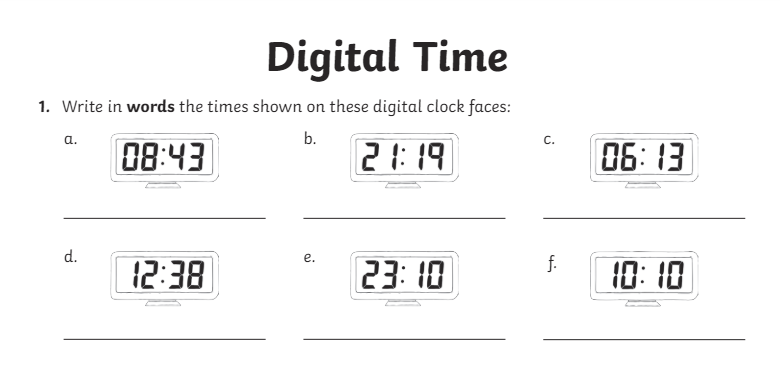 Digital Time
1. Write in words the times shown on these digital clock faces:
a. 08:43 b. 21:19 c. 06:13
d. 12:38 e. 23:10 f. 10:10